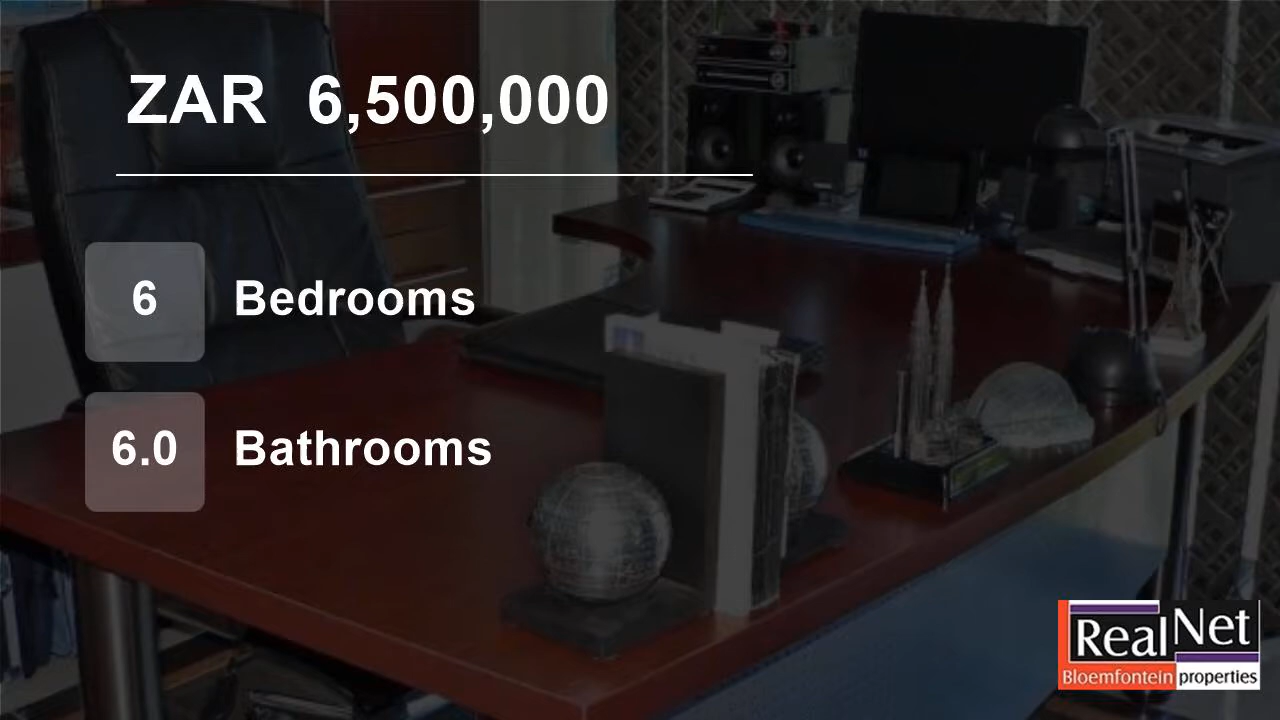 ZAR 6,500,000
6 Bedrooms
6.0 Bathrooms
RealNet
Bloemfontein properties